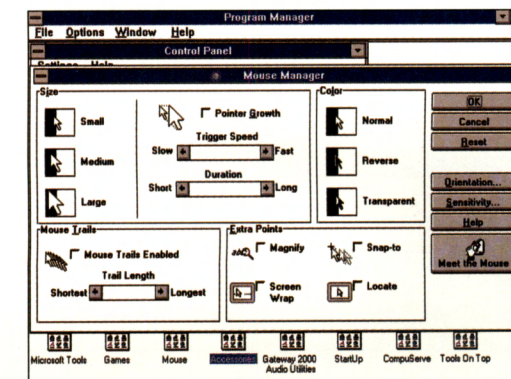 Program Manager
File Options Window Help
Control Panel
Settings Help
Mouse Manager
Size
Small
Medium
Large
Pointer Growth
Trigger Speed
Slow Fast
Duration
Short Long
Color
Normal
Reverse
Transparent
OK
Cancel
Reset
Orientation...
Sensitivity...
Help
Meet the Mouse
Mouse Trails
Mouse Trails Enabled
Trail Length
Shortest Longest
Extra Points
Magnify
Snap-to
Screen
Wrap
Locate
Microsoft Tools Games Mouse Accessories Gateway 2000 StartUp CompuServe Tools On Top
Audio Utilities